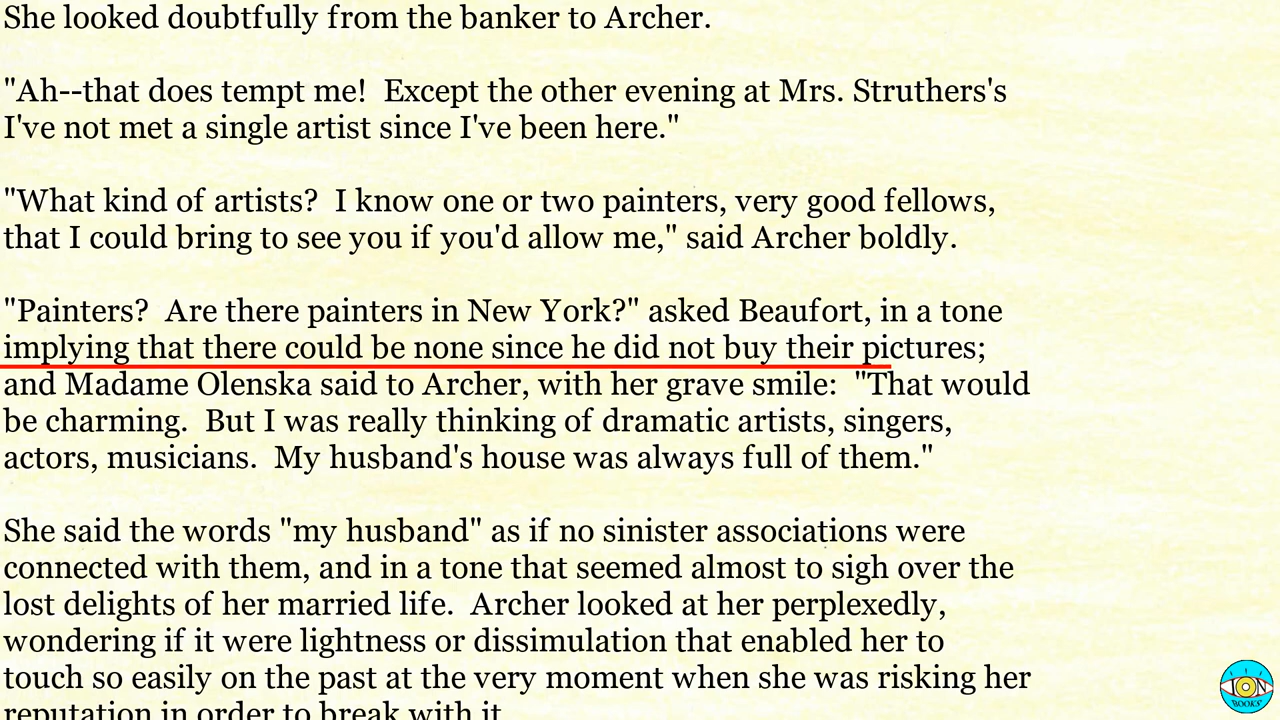 She looked doubtfully from the banker to Archer.
"Ah--that does tempt me!  Except the other evening at Mrs. Struthers's
I've not met a single artist since I've been here."
"What kind of artists?  I know one or two painters, very good fellows,
that I could bring to see you if you'd allow me," said Archer boldly.
"Painters?  Are there painters in New York?" asked Beaufort, in a tone
implying that there could be none since he did not buy their pictures;
and Madame Olenska said to Archer, with her grave smile:  "That would
be charming.  But I was really thinking of dramatic artists, singers,
actors, musicians.  My husband's house was always full of them."
She said the words "my husband" as if no sinister associations were
connected with them, and in a tone that seemed almost to sigh over the
lost delights of her married life.  Archer looked at her perplexedly,
wondering if it were lightness or dissimulation that enabled her to
touch so easily on the past at the very moment when she was risking her
reputation in order to break with it
ION
BOOKS